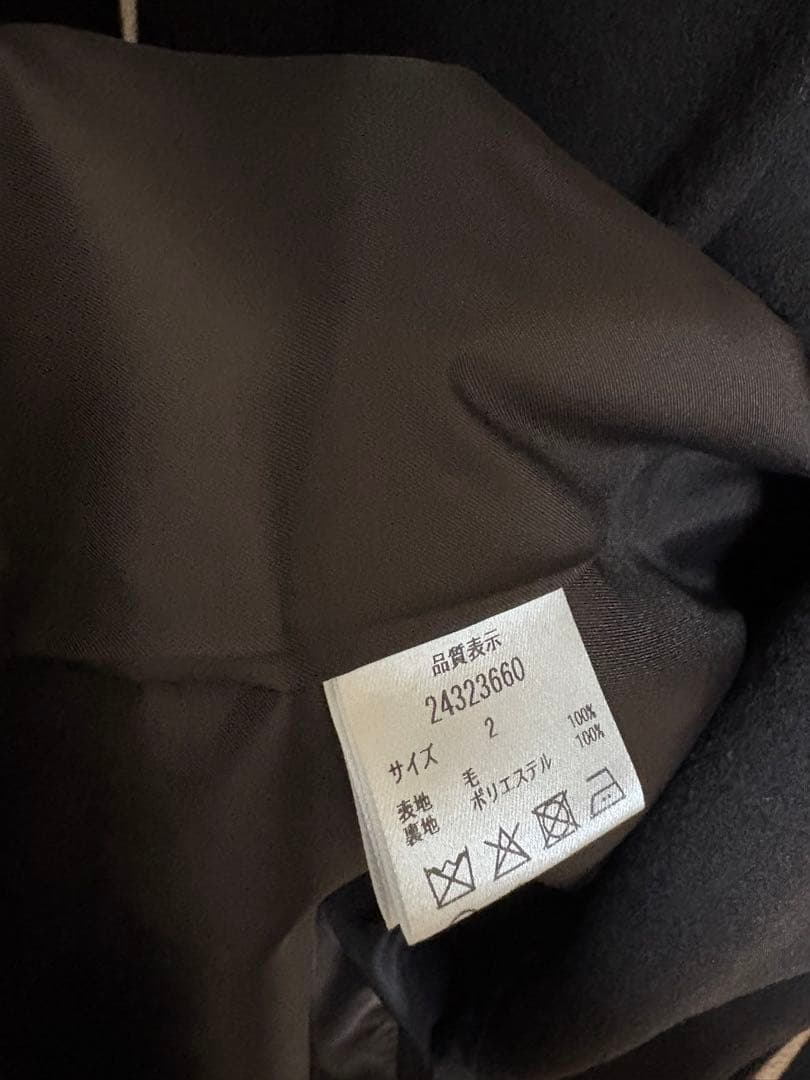 品質表示
24323660
サイズ 2
表地 毛 100%
裏地 ポリエステル 100%